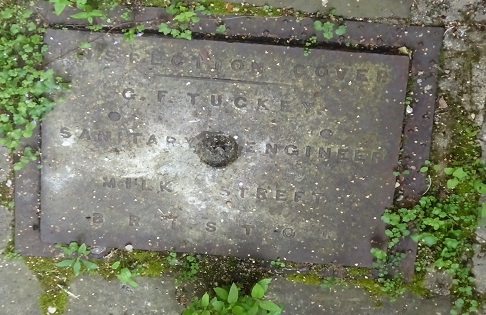 INSPECTION COVER
G. F. TUCKEY
SANITARY ENGINEER
MILK STREET
BRISTOL